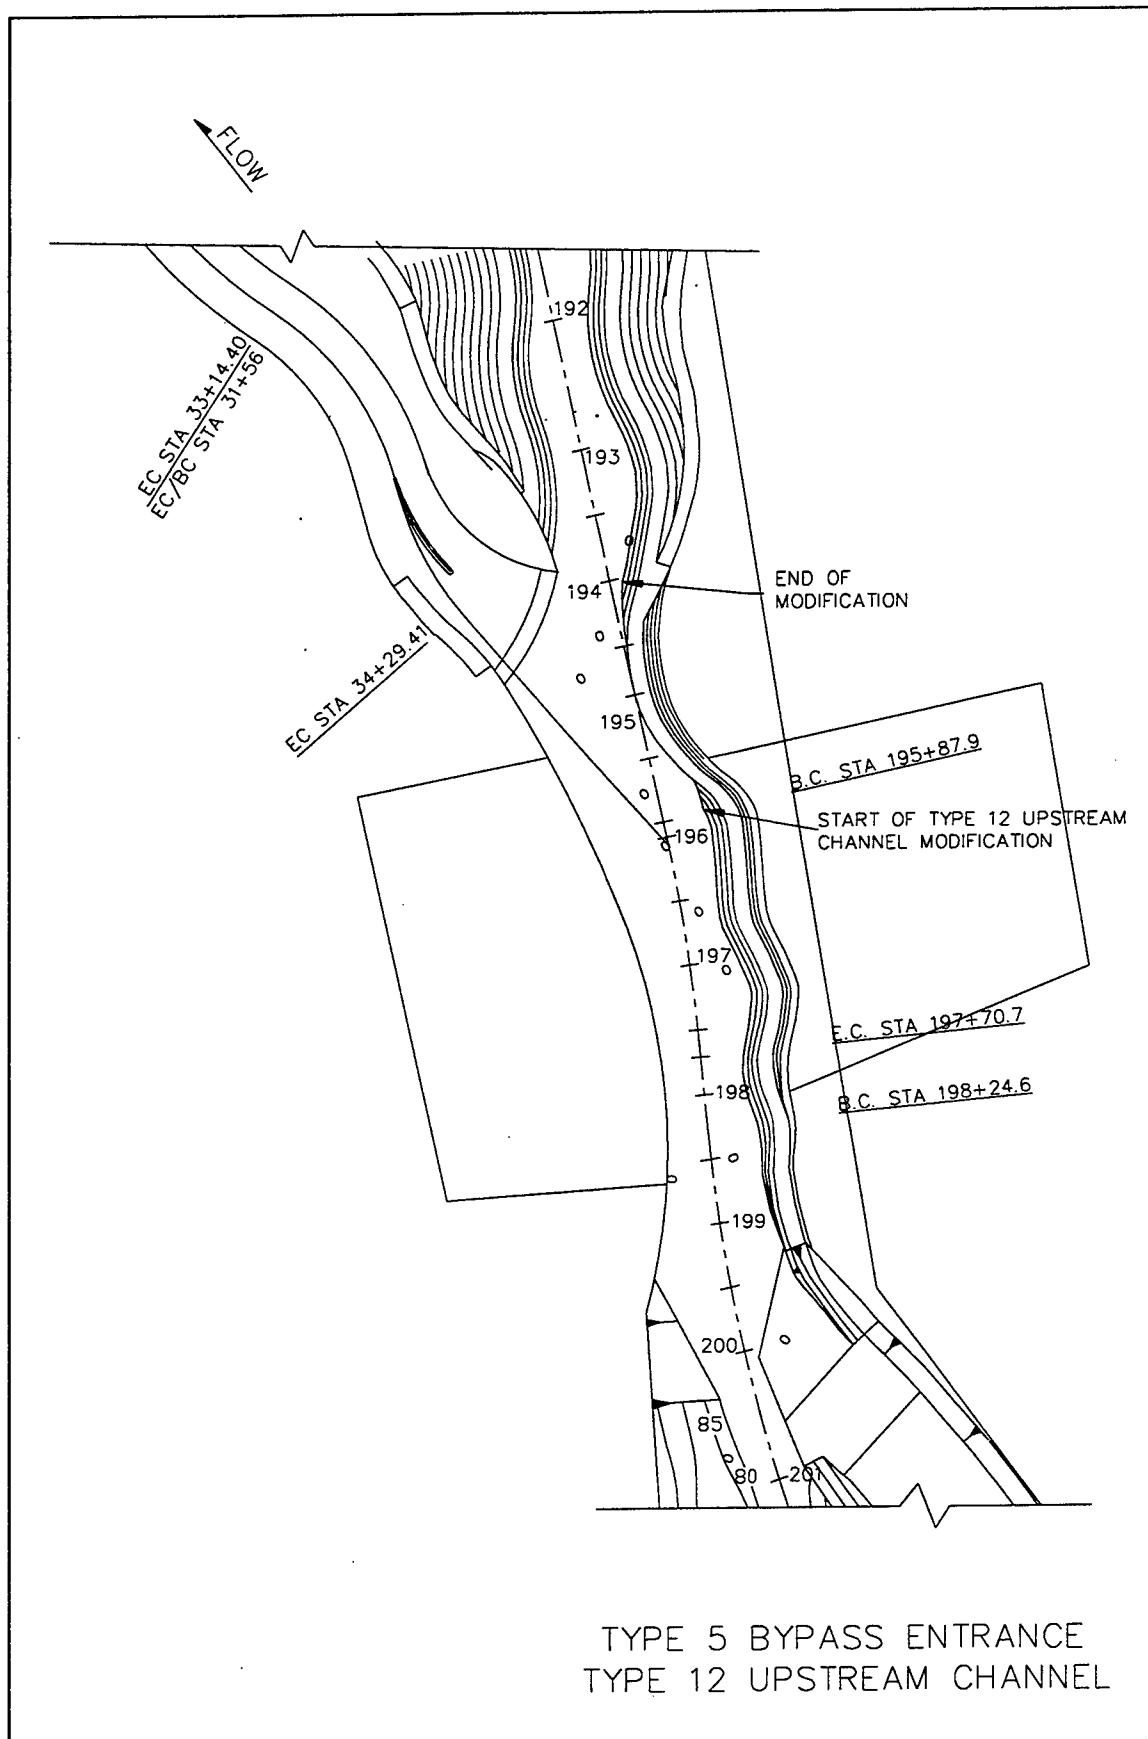 FLOW
192
EC STA 33+14.40
EC/BC STA 31+56
193
END OF
MODIFICATION
194
EC STA 34+29.41
195
B.C. STA 195+87.9
START OF TYPE 12 UPSTREAM
CHANNEL MODIFICATION
196
197
E.C. STA 197+70.7
198
B.C. STA 198+24.6
199
200
85
80
201
TYPE 5 BYPASS ENTRANCE
TYPE 12 UPSTREAM CHANNEL